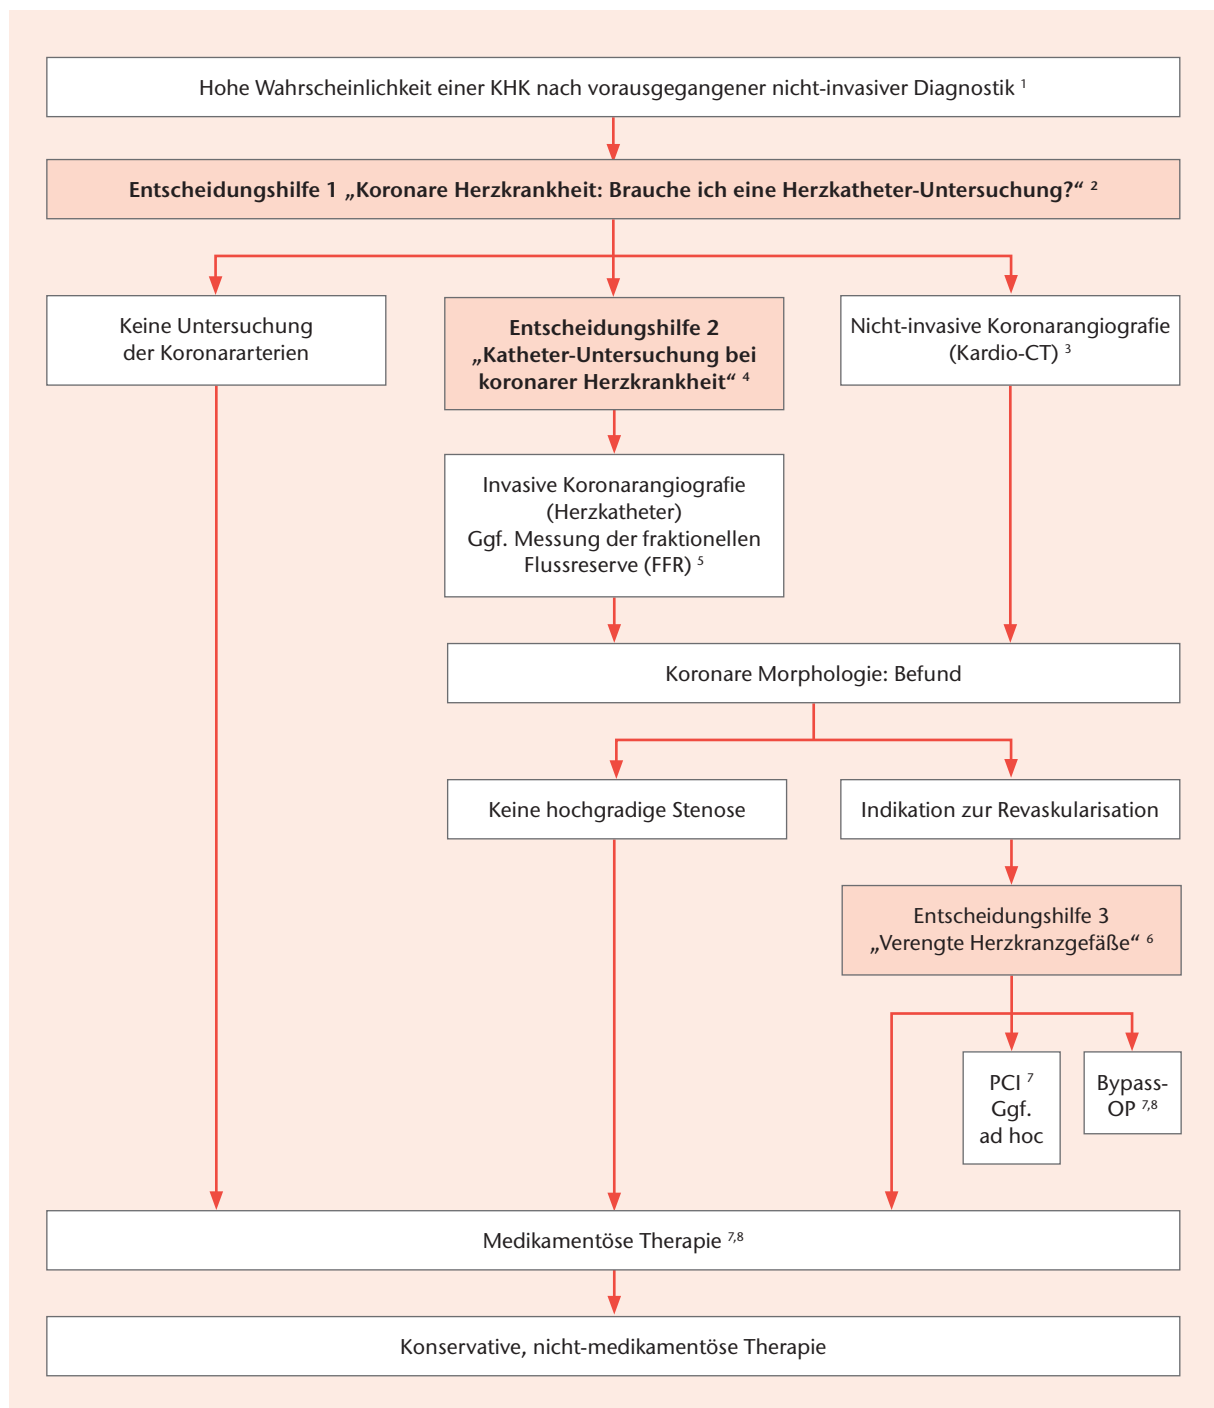 Hohe Wahrscheinlichkeit einer KHK nach vorausgegangener nicht-invasiver Diagnostik ¹
Entscheidungshilfe 1 „Koronare Herzkrankheit: Brauche ich eine Herzkatheter-Untersuchung?“ ²
Keine Untersuchung
der Koronararterien
Entscheidungshilfe 2
„Katheter-Untersuchung bei
koronarer Herzkrankheit“ ⁴
Nicht-invasive Koronarangiografie
(Kardio-CT) ³
Invasive Koronarangiografie
(Herzkatheter)
Ggf. Messung der fraktionellen
Flussreserve (FFR) ⁵
Koronare Morphologie: Befund
Keine hochgradige Stenose
Indikation zur Revaskularisation
Entscheidungshilfe 3
„Verengte Herzkranzgefäße“ ⁶
PCI ⁷
Ggf.
ad hoc
Bypass-
OP ⁷,⁸
Medikamentöse Therapie ⁷,⁸
Konservative, nicht-medikamentöse Therapie